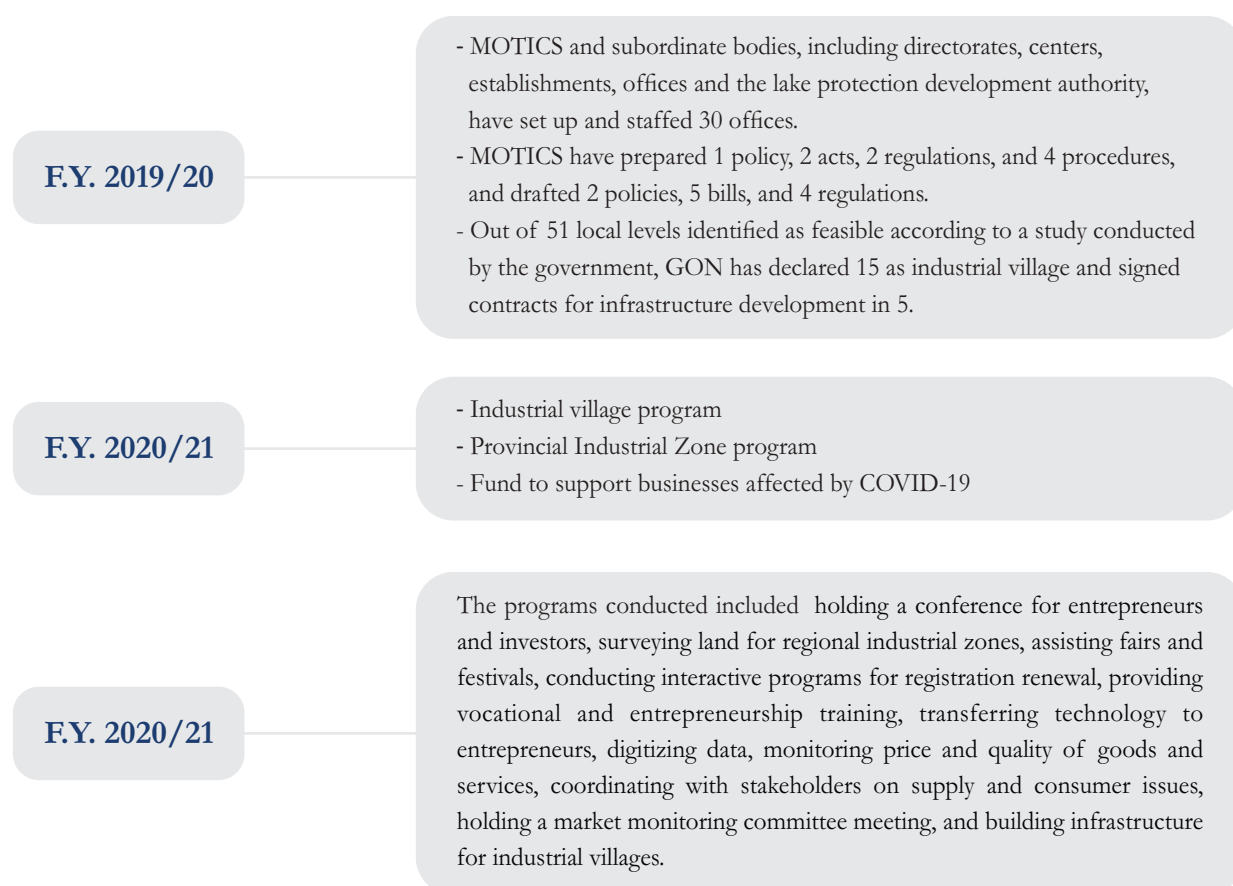 F.Y. 2019/20
- MOTICS and subordinate bodies, including directorates, centers,
establishments, offices and the lake protection development authority,
have set up and staffed 30 offices.
- MOTICS have prepared 1 policy, 2 acts, 2 regulations, and 4 procedures,
and drafted 2 policies, 5 bills, and 4 regulations.
- Out of 51 local levels identified as feasible according to a study conducted
by the government, GON has declared 15 as industrial village and signed
contracts for infrastructure development in 5.
F.Y. 2020/21
- Industrial village program
- Provincial Industrial Zone program
- Fund to support businesses affected by COVID-19
F.Y. 2020/21
The programs conducted included holding a conference for entrepreneurs
and investors, surveying land for regional industrial zones, assisting fairs and
festivals, conducting interactive programs for registration renewal, providing
vocational and entrepreneurship training, transferring technology to
entrepreneurs, digitizing data, monitoring price and quality of goods and
services, coordinating with stakeholders on supply and consumer issues,
holding a market monitoring committee meeting, and building infrastructure
for industrial villages.